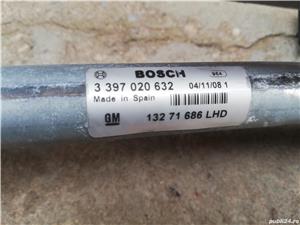 BOSCH
3 397 020 632 04/11/08 1
Made in Spain
GM 132 71 686 LHD
© publi24.ro